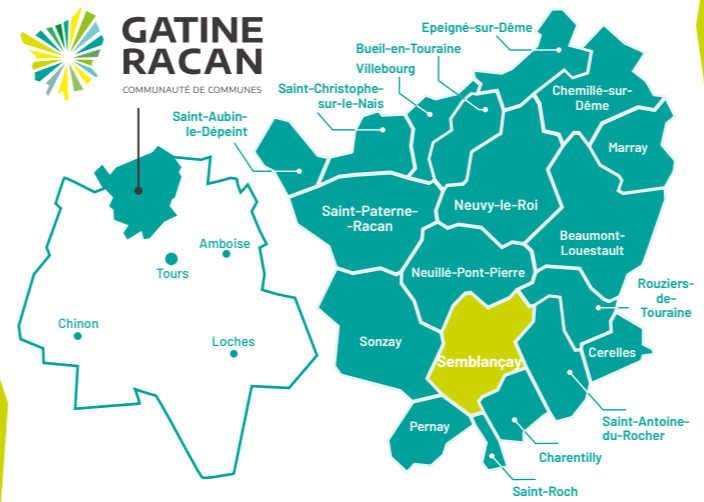 GATINE
RACAN
COMMUNAUTÉ DE COMMUNES
Epeigné-sur-Dême
Bueil-en-Touraine
Villebourg
Saint-Christophe-
sur-le-Nais
Saint-Aubin-
le-Dépeint
Chemillé-sur-
Dême
Marray
Saint-Paterne-
-Racan
Neuvy-le-Roi
Beaumont-
Louestault
Neuillé-Pont-Pierre
Rouziers-
de-
Touraine
Sonzay
Semblançay
Cerelles
Pernay
Saint-Antoine-
du-Rocher
Charentilly
Saint-Roch
Amboise
Tours
Chinon
Loches